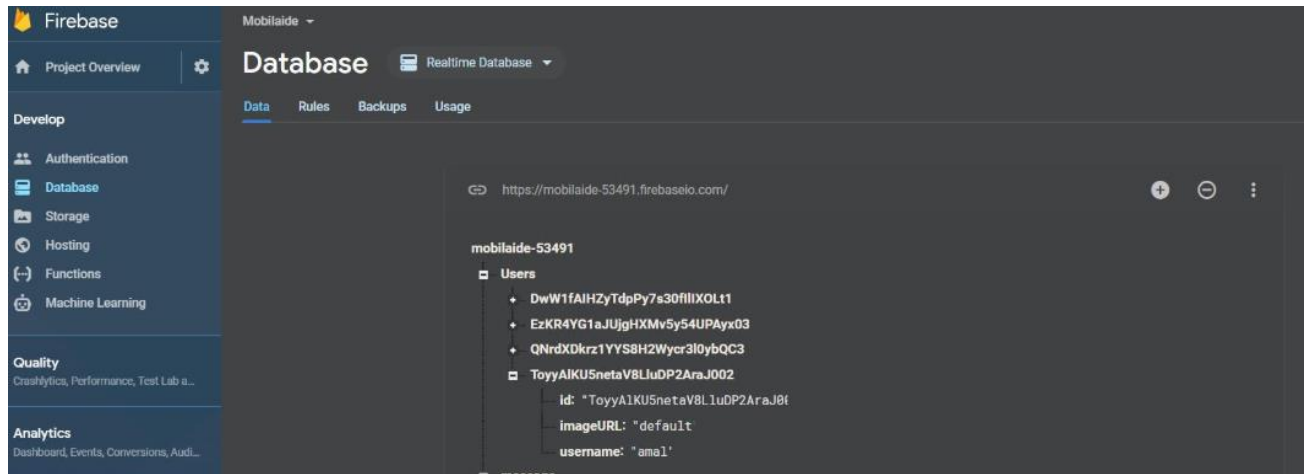 Firebase
Project Overview
Develop
Authentication
Database
Storage
Hosting
Functions
Machine Learning
Quality
Crashlytics, Performance, Test Lab a...
Analytics
Dashboard, Events, Conversions, Audi...
Mobilaide
Database
Realtime Database
Data Rules Backups Usage
https://mobilaide-53491.firebaseio.com/
mobilaide-53491
Users
EzKR4YG1aJUjgHXMv5y54UPAyx03
QNrdXDkrz1YYS8H2Wycr3l0ybQC3
ToyyAlKU5netaV8LluDP2AraJ002
id: "ToyyAlKU5netaV8LluDP2AraJ0
imageURL: "default
username: "amal'